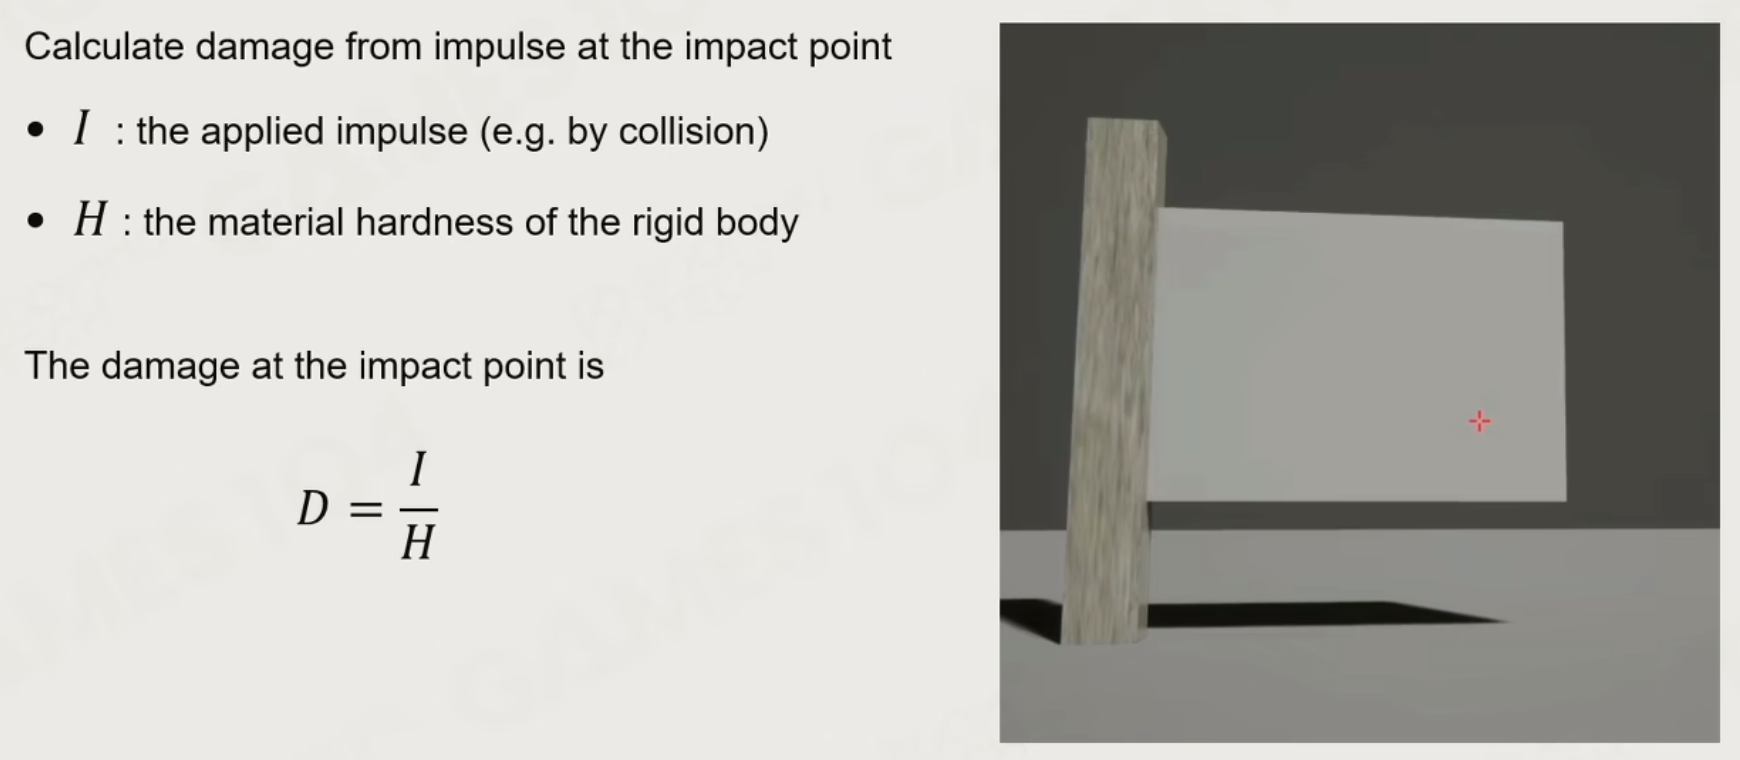 Calculate damage from impulse at the impact point
• I : the applied impulse (e.g. by collision)
• H : the material hardness of the rigid body
The damage at the impact point is
D = I / H
GAMES104